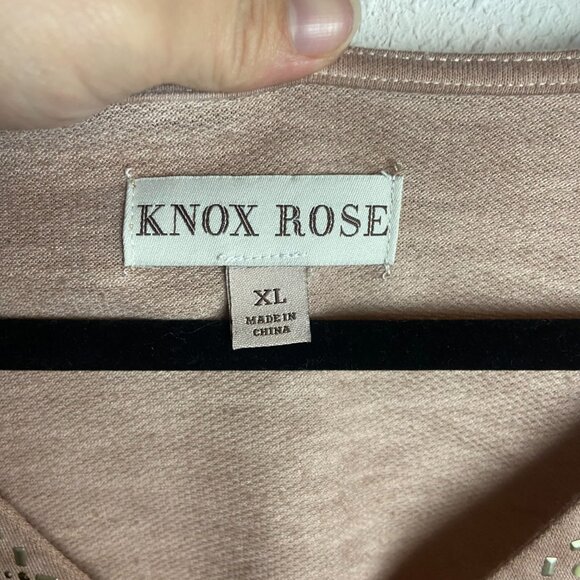 KNOX ROSE
XL
MADE IN
CHINA